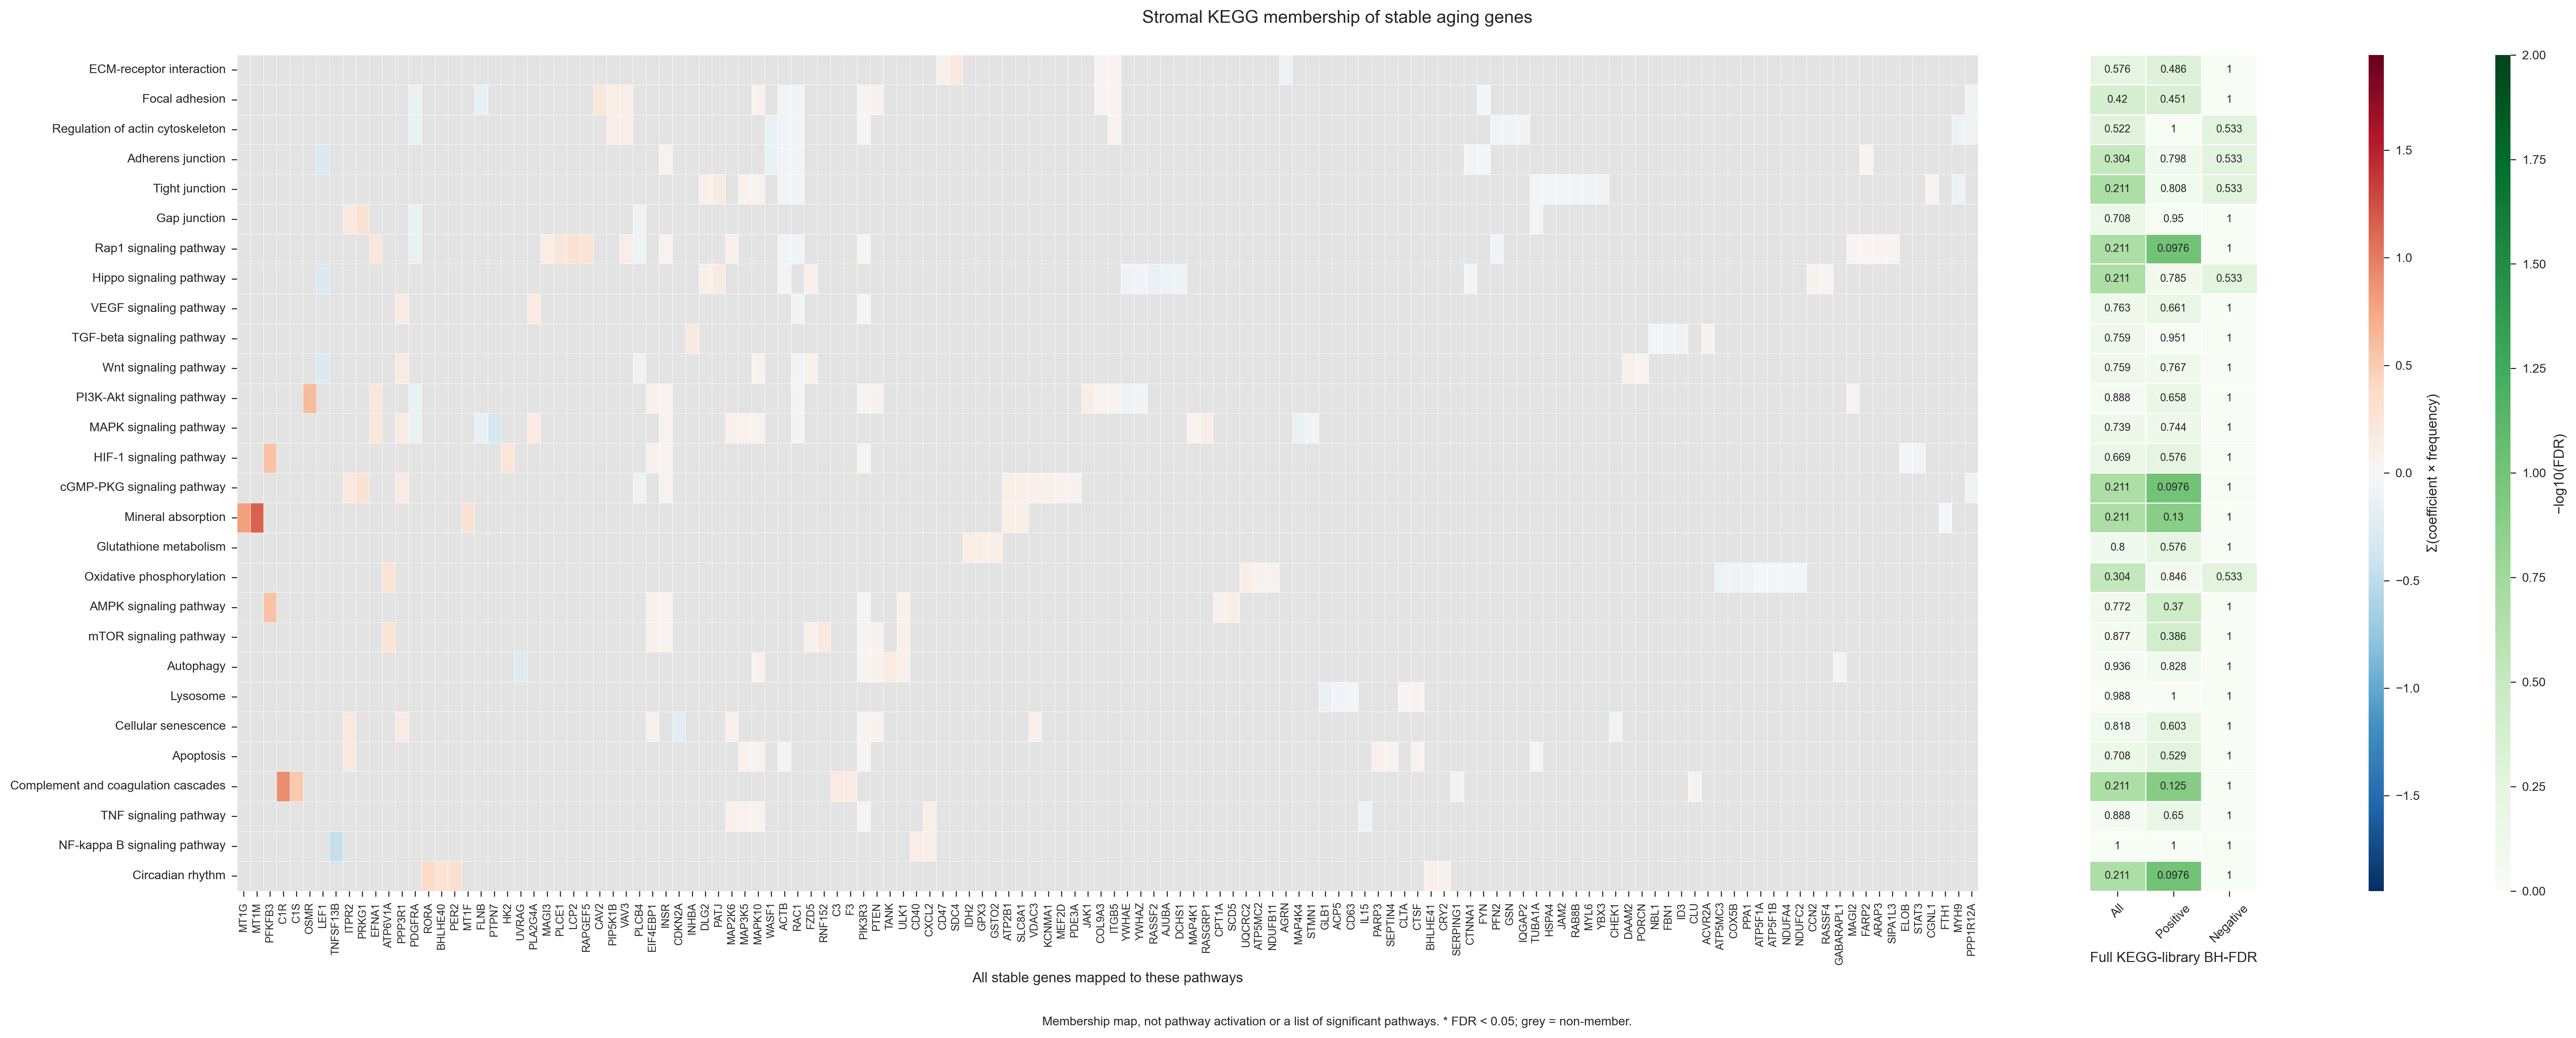 Stromal KEGG membership of stable aging genes
ECM-receptor interaction
Focal adhesion
Regulation of actin cytoskeleton
Adherens junction
Tight junction
Gap junction
Rap1 signaling pathway
Hippo signaling pathway
VEGF signaling pathway
TGF-beta signaling pathway
Wnt signaling pathway
PI3K-Akt signaling pathway
MAPK signaling pathway
HIF-1 signaling pathway
cGMP-PKG signaling pathway
Mineral absorption
Glutathione metabolism
Oxidative phosphorylation
AMPK signaling pathway
mTOR signaling pathway
Autophagy
Lysosome
Cellular senescence
Apoptosis
Complement and coagulation cascades
TNF signaling pathway
NF-kappa B signaling pathway
Circadian rhythm
MT1G
MT1M
PFKFB3
C1R
C1S
OSMR
LEF1
TNFSF13B
ITPR2
PRKG1
EFNA1
ATP6V1A
PPP3R1
PDGFRA
RORA
BHLHE40
PER2
MT1F
FLNB
PTPN7
HK2
UVRAG
PLA2G4A
MAGI3
PLCE1
LCP2
RAPGEF5
CAV2
PIP5K1B
VAV3
PLCB4
EIF4EBP1
INSR
CDKN2A
INHBA
DLG2
PATJ
MAP2K6
MAP3K5
MAPK10
WASF1
ACTB
RAC1
FZD5
RNF152
C3
F3
PIK3R3
PTEN
TANK
ULK1
CD40
CXCL2
CD47
SDC4
IDH2
GPX3
GSTO2
ATP2B1
SLC8A1
VDAC3
KCNMA1
MEF2D
PDE3A
JAK1
COL9A3
ITGB5
YWHAE
YWHAZ
RASSF2
AJUBA
DCHS1
MAP4K1
RASGRP1
CPT1A
SCD5
UQCRC2
ATP5MC2
NDUFB11
AGRN
MAP4K4
STMN1
GLB1
ACP5
CD63
IL15
PARP3
SEPTIN4
CLTA
CTSF
BHLHE41
CRY2
SERPING1
CTNNA1
FYN
PFN2
GSN
IQGAP2
TUBA1A
HSPA4
JAM2
RAB8B
MYL6
YBX3
CHEK1
DAAM2
PORCN
NBL1
FBN1
ID3
CLU
ACVR2A
ATP5MC3
COX5B
PPA1
ATP5F1A
ATP5F1B
NDUFA4
NDUFC2
CCN2
RASSF4
GABARAPL1
MAGI2
FARP2
ARAP3
SIPA1L3
ELOB
STAT3
FTH1
CGNL1
MYH9
PPP1R12A
All stable genes mapped to these pathways
0.576 0.486 1
0.42 0.451 1
0.522 1 0.533
0.304 0.798 0.533
0.211 0.808 0.533
0.708 0.95 1
0.211 0.0976 1
0.211 0.785 0.533
0.763 0.661 1
0.759 0.951 1
0.759 0.767 1
0.888 0.658 1
0.739 0.744 1
0.669 0.576 1
0.211 0.0976 1
0.211 0.13 1
0.8 0.576 1
0.304 0.846 0.533
0.772 0.37 1
0.877 0.386 1
0.936 0.828 1
0.988 1 1
0.818 0.603 1
0.708 0.529 1
0.211 0.125 1
0.888 0.65 1
1 1 1
0.211 0.0976 1
All Positive Negative
Full KEGG-library BH-FDR
1.5
1.0
0.5
0.0
−0.5
−1.0
−1.5
Σ(coefficient × frequency)
2.00
1.75
1.50
1.25
1.00
0.75
0.50
0.25
0.00
−log10(FDR)
Membership map, not pathway activation or a list of significant pathways. * FDR < 0.05; grey = non-member.